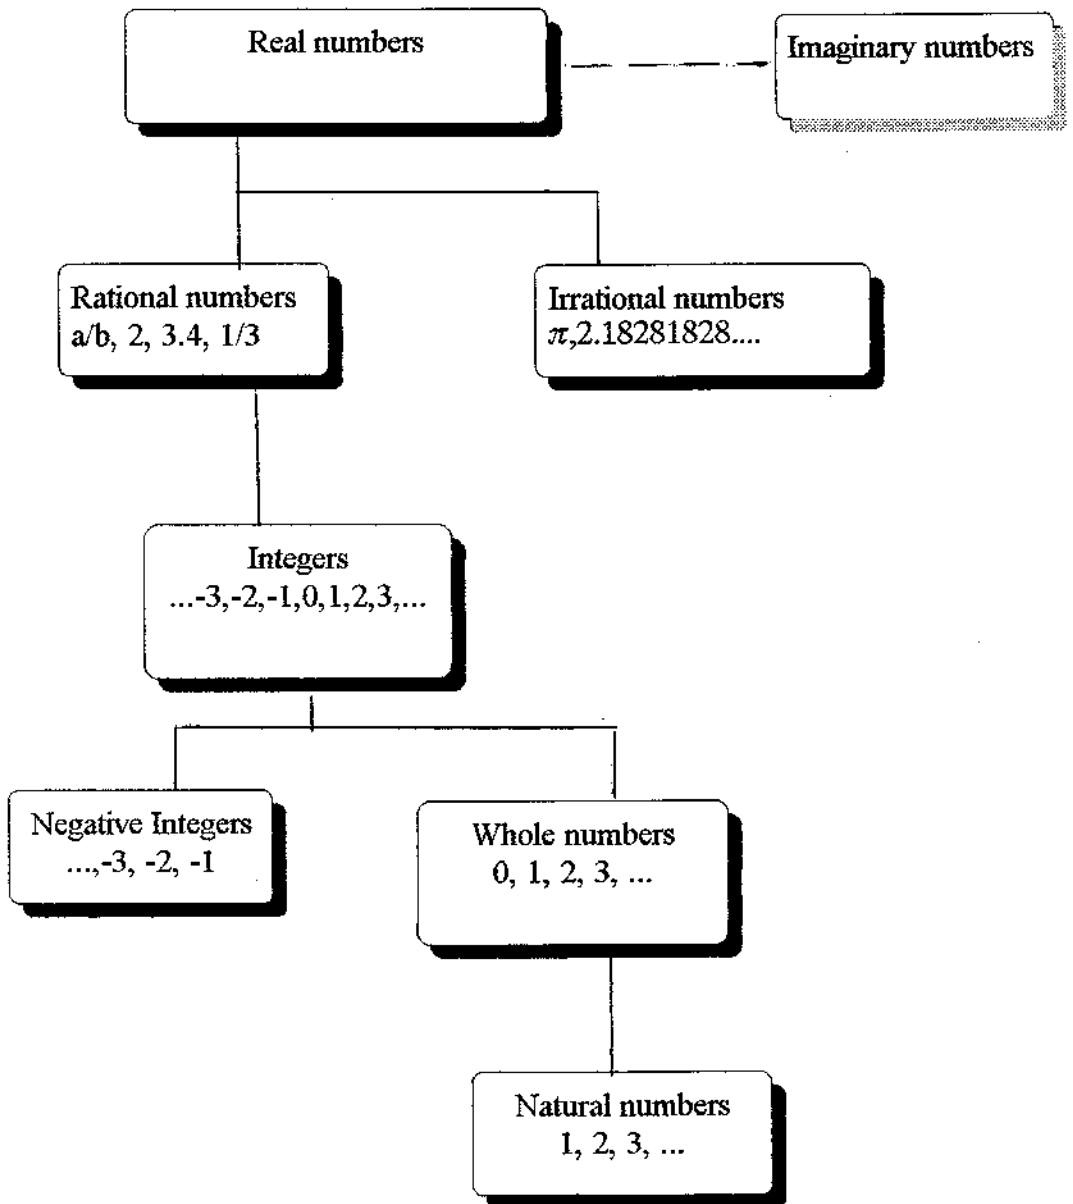 Real numbers
Imaginary numbers
Rational numbers
a/b, 2, 3.4, 1/3
Irrational numbers
π,2.18281828....
Integers
...-3,-2,-1,0,1,2,3,...
Negative Integers
...,-3, -2, -1
Whole numbers
0, 1, 2, 3, ...
Natural numbers
1, 2, 3, ...